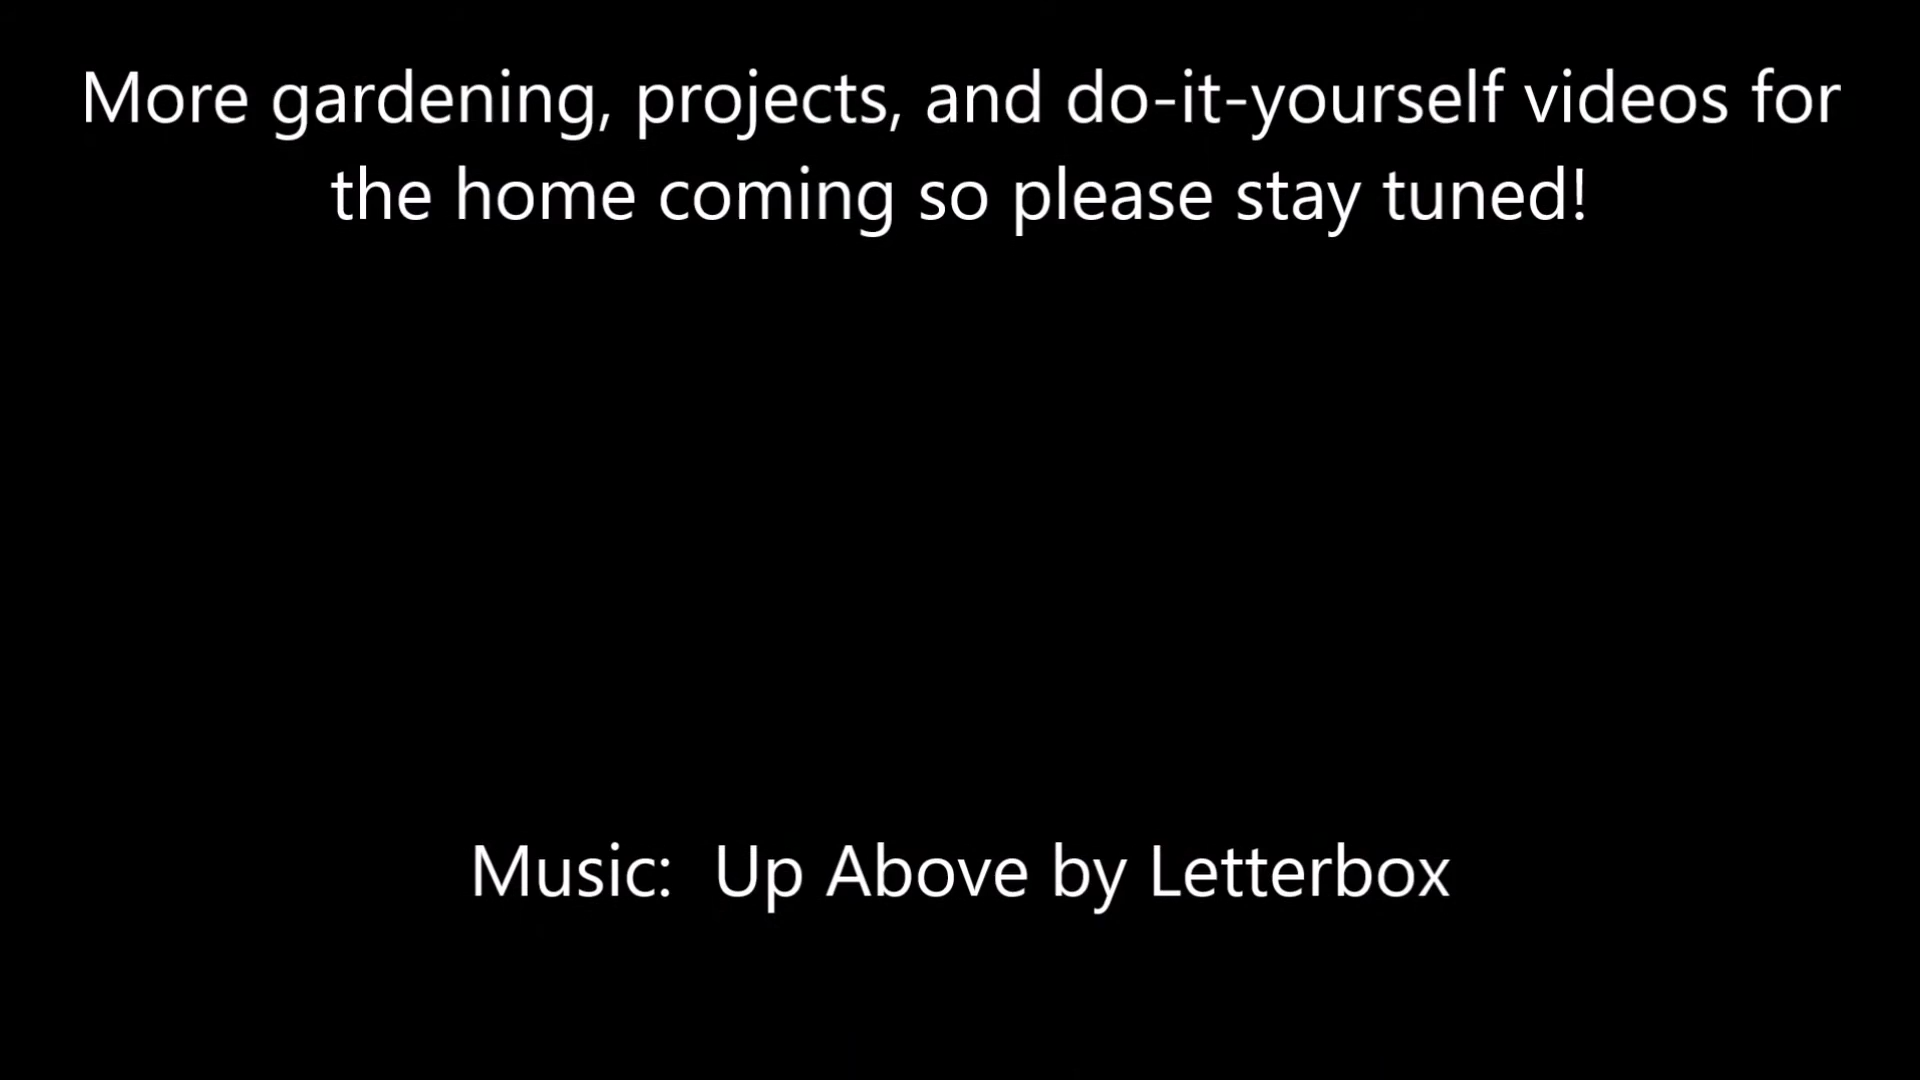 More gardening, projects, and do-it-yourself videos for
the home coming so please stay tuned!
Music:  Up Above by Letterbox